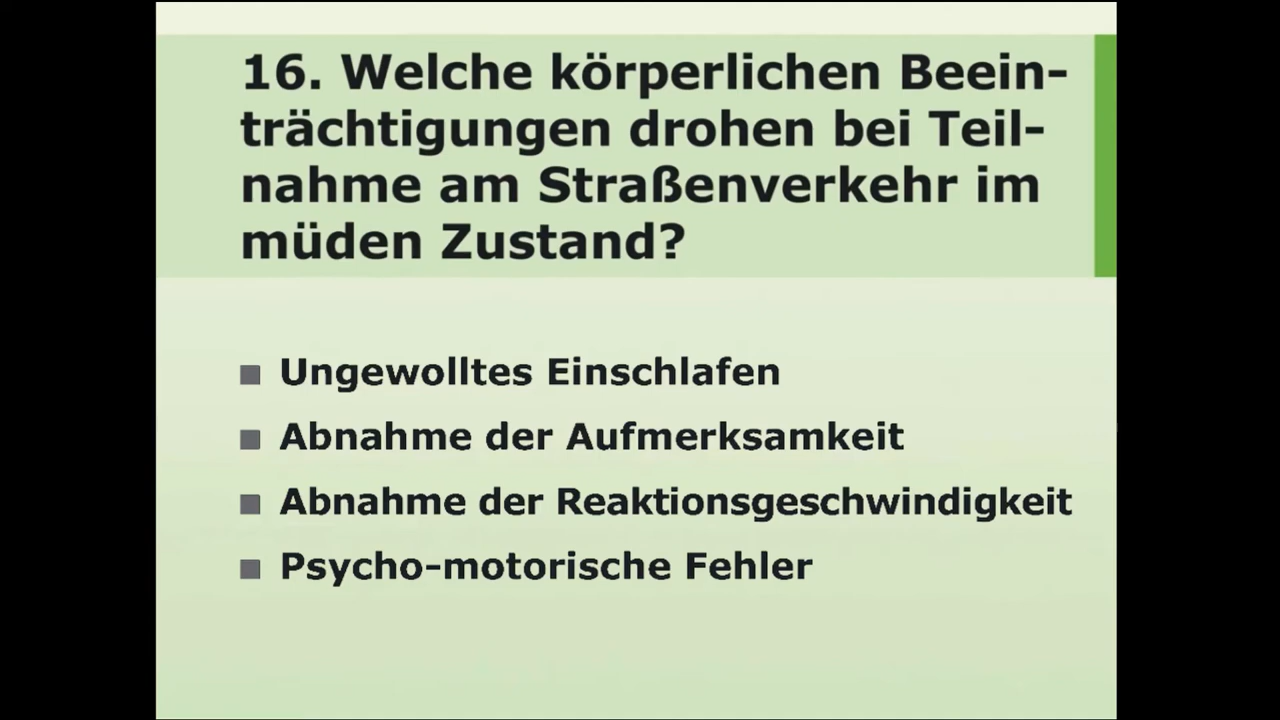 16. Welche körperlichen Beein-
trächtigungen drohen bei Teil-
nahme am Straßenverkehr im
müden Zustand?
Ungewolltes Einschlafen
Abnahme der Aufmerksamkeit
Abnahme der Reaktionsgeschwindigkeit
Psycho-motorische Fehler